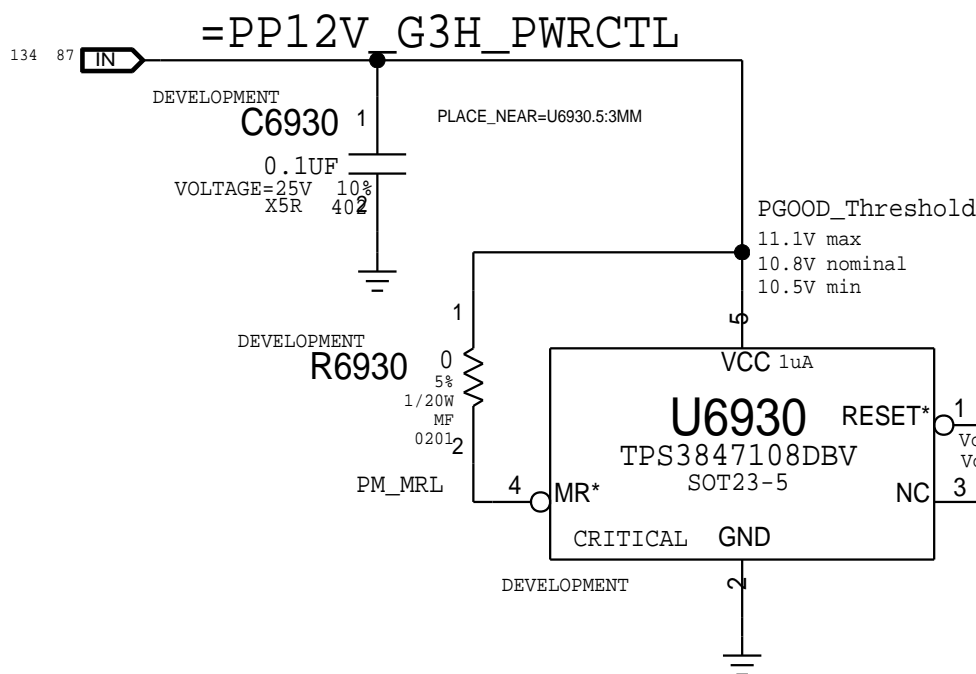 =PP12V_G3H_PWRCTL
134 87 IN
DEVELOPMENT
C6930 1
PLACE_NEAR=U6930.5:3MM
0.1UF
VOLTAGE=25V 10%
X5R 402
2
PGOOD_Threshold
11.1V max
10.8V nominal
10.5V min
1
5
DEVELOPMENT
R6930 0
5%
1/20W
MF
0201
2
VCC 1uA
U6930
RESET* 1
TPS3847108DBV
SOT23-5
PM_MRL 4 MR*
NC 3
CRITICAL GND
DEVELOPMENT
2